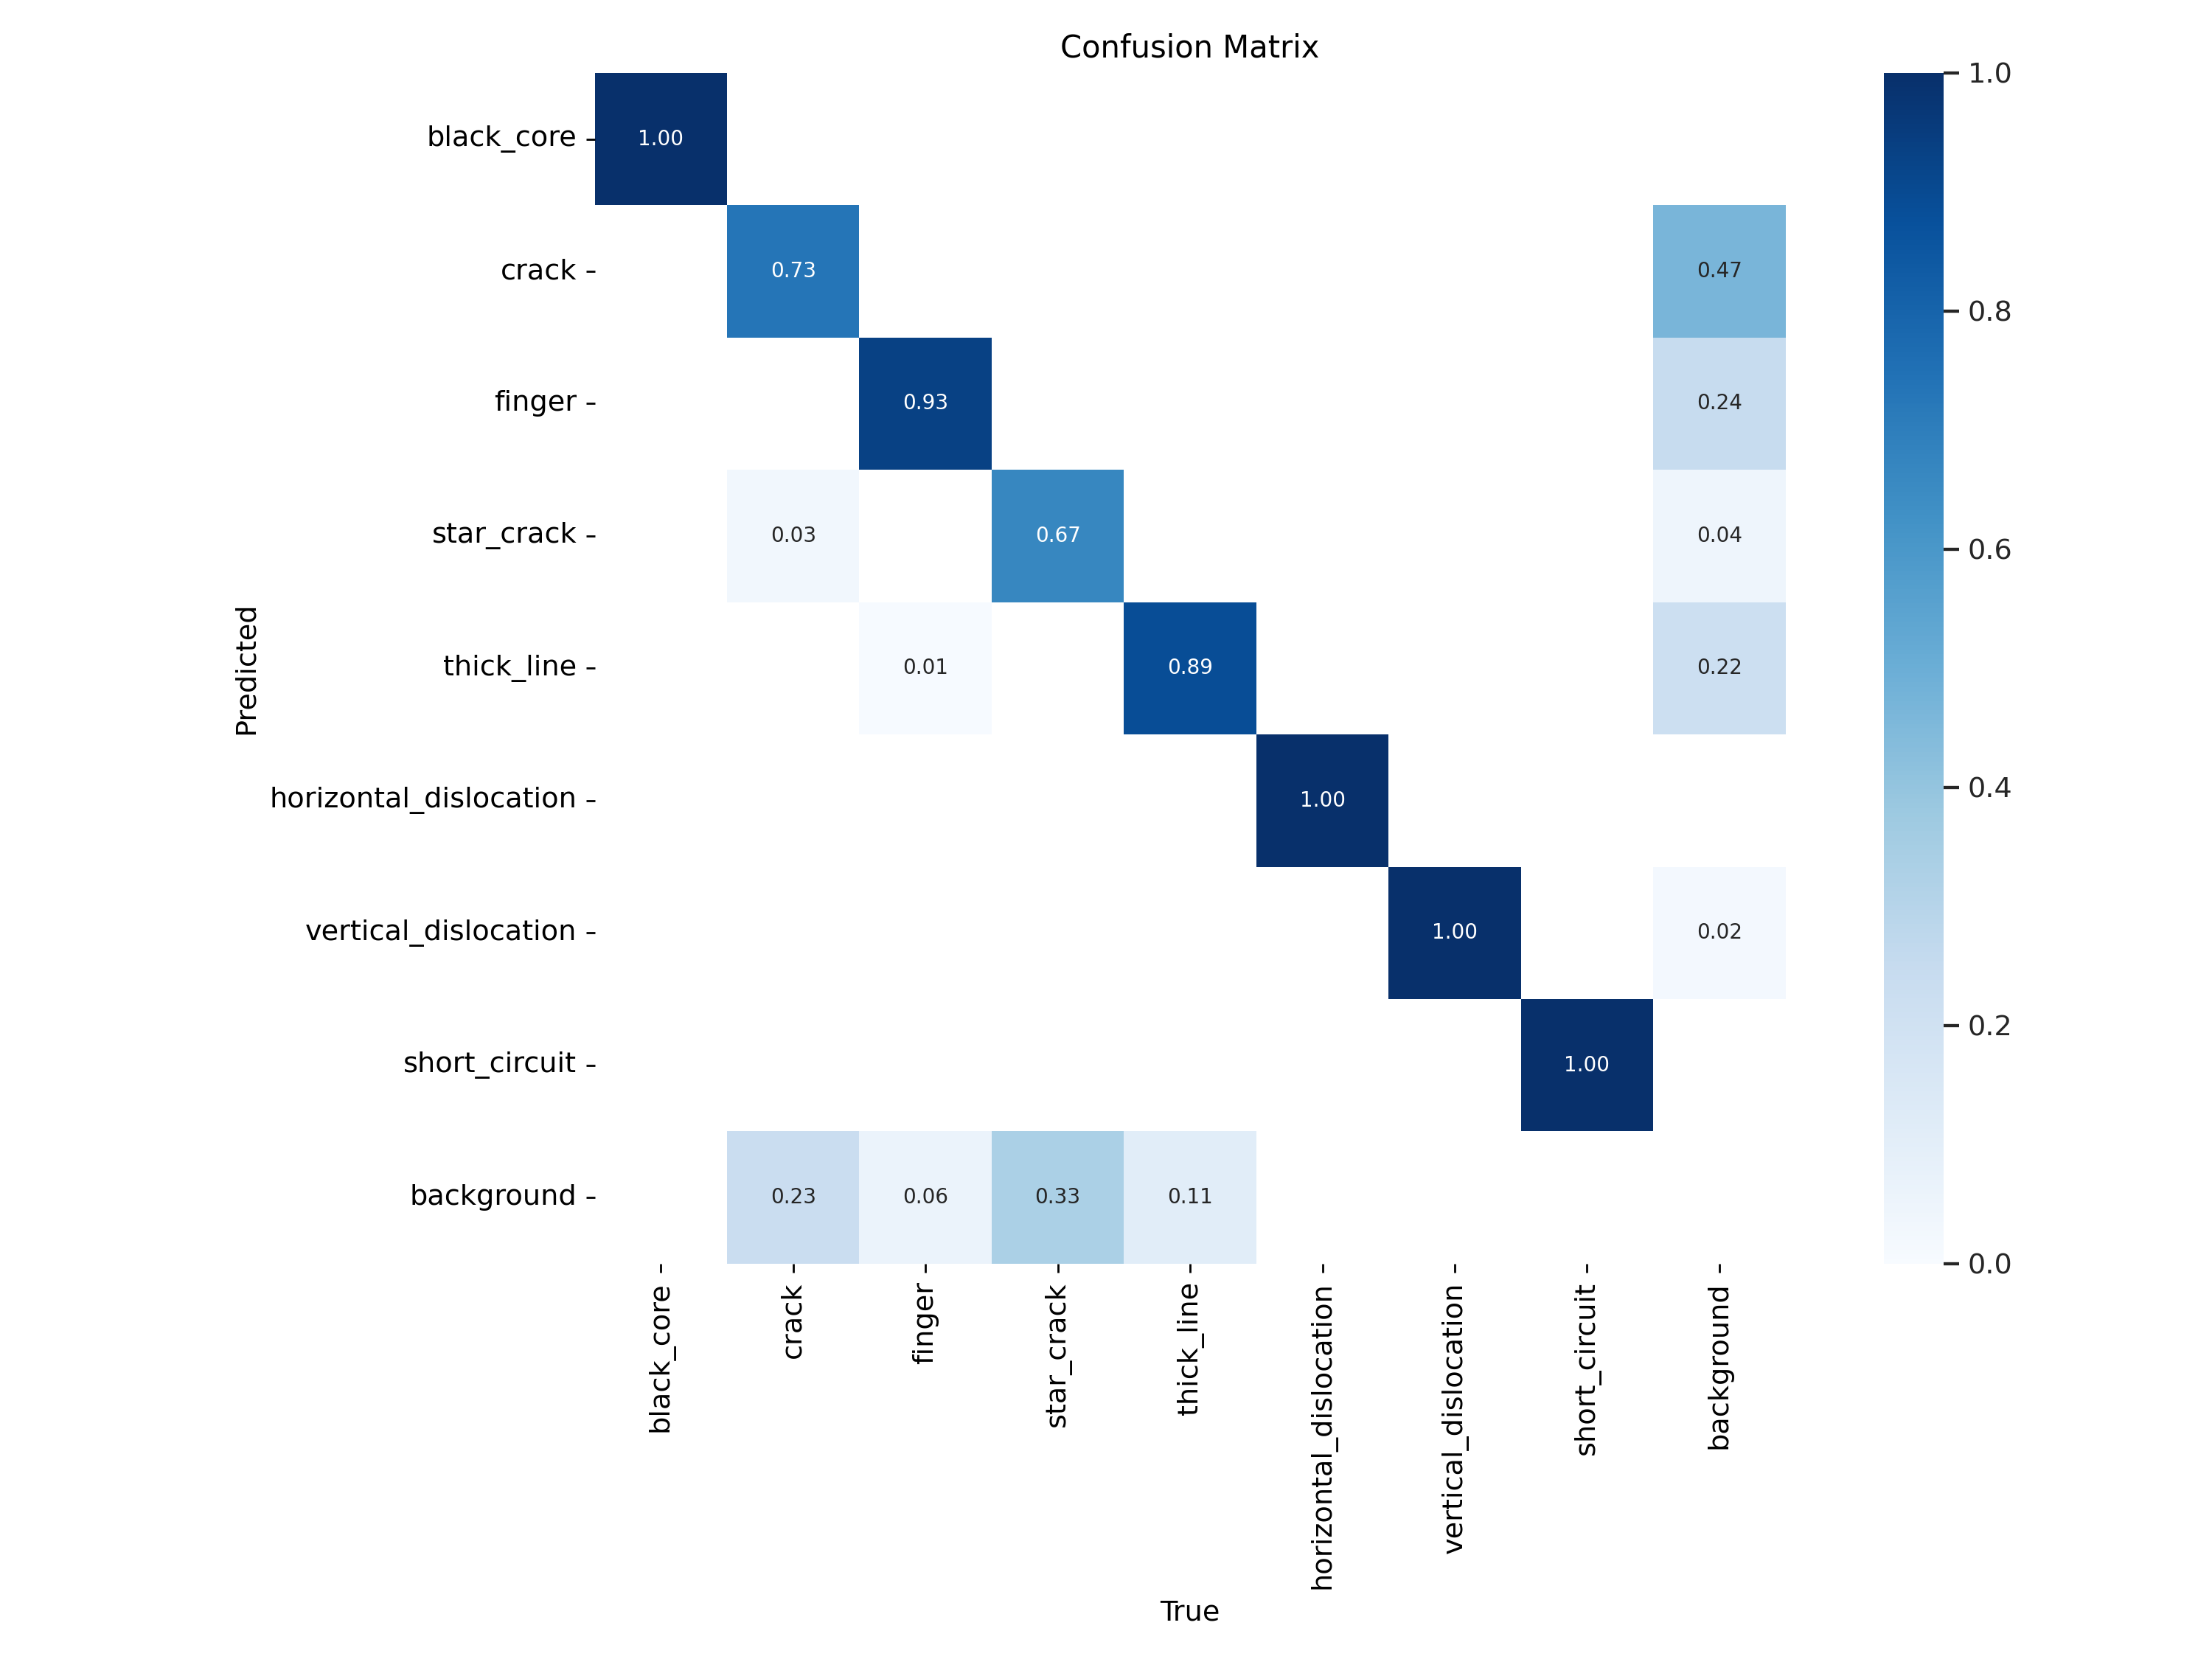 Confusion Matrix
black_core
1.00
1.0
crack
0.73
0.47
0.8
finger
0.93
0.24
star_crack
0.03
0.67
0.04
0.6
Predicted
thick_line
0.01
0.89
0.22
horizontal_dislocation
1.00
0.4
vertical_dislocation
1.00
0.02
0.2
short_circuit
1.00
background
0.23
0.06
0.33
0.11
0.0
black_core
crack
finger
star_crack
thick_line
horizontal_dislocation
vertical_dislocation
short_circuit
background
True